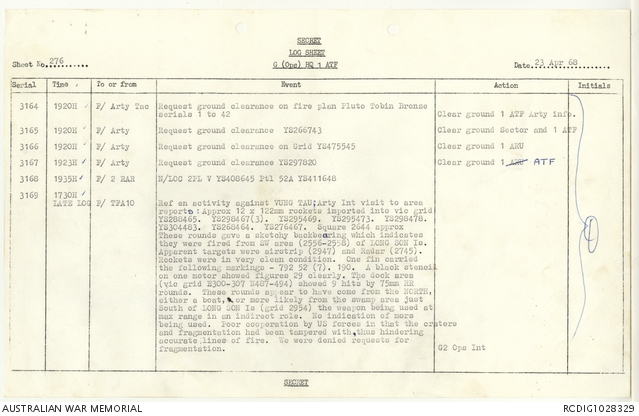 SECRET
LOG SHEET
Sheet No. 276 G (Ops) HQ 1 ATF Date. 23 Apr 68
Serial Time To or from Event Action Initials
3164 1920H F/ Arty Tac Request ground clearance on fire plan Pluto Tobin Bronze
serials 1 to 42 Clear ground 1 ATF Arty info.
3165 1920H F/ Arty Request ground clearance YS266743 Clear ground Sector and 1 ATF
3166 1920H F/ Arty Request ground clearance on Grid YS475545 Clear ground 1 ARU
3167 1923H F/ Arty Request ground clearance YS297820 Clear ground 1 ARU ATF
3168 1935H F/ 2 RAR N/LOC 2PL V YS408645 Ptl 52A YS411648
3169 1730H
LATE LOG F/ TFA10 Ref en activity against VUNG TAU: Arty Int visit to area
reports: Approx 12 x 122mm rockets imported into vic grid
YS288465. YS298467(3). YS295469. YS295473. YS298478.
YS304483. YS268464. YS276467. Square 2644 approx
These rounds gave a sketchy backbearing which indicates
they were fired from SW area (2556-2558) of LONG SON Is.
Apparent targets were airstrip (2947) and Radar (2745).
Rockets were in very clean condition. One fin carried
the following markings - 792 52 (7). 190. A black stencil
on one motor showed figures 29 clearly. The dock area
(vic grid E300-307 N487-494) showed 9 hits by 75mm RR
rounds. These rounds appear to have come from the NORTH,
either a boat, or more likely from the swamp area just
South of LONG SON Is (grid 2954) the weapon being used at
max range in an indirect role. No indication of mors
being used. Poor cooperation by US forces in that the craters
and fragmentation had been tampered with, thus hindering
accurate lines of fire. We were denied requests for
fragmentation. G2 Ops Int
SECRET
AUSTRALIAN WAR MEMORIAL RCDIG1028329